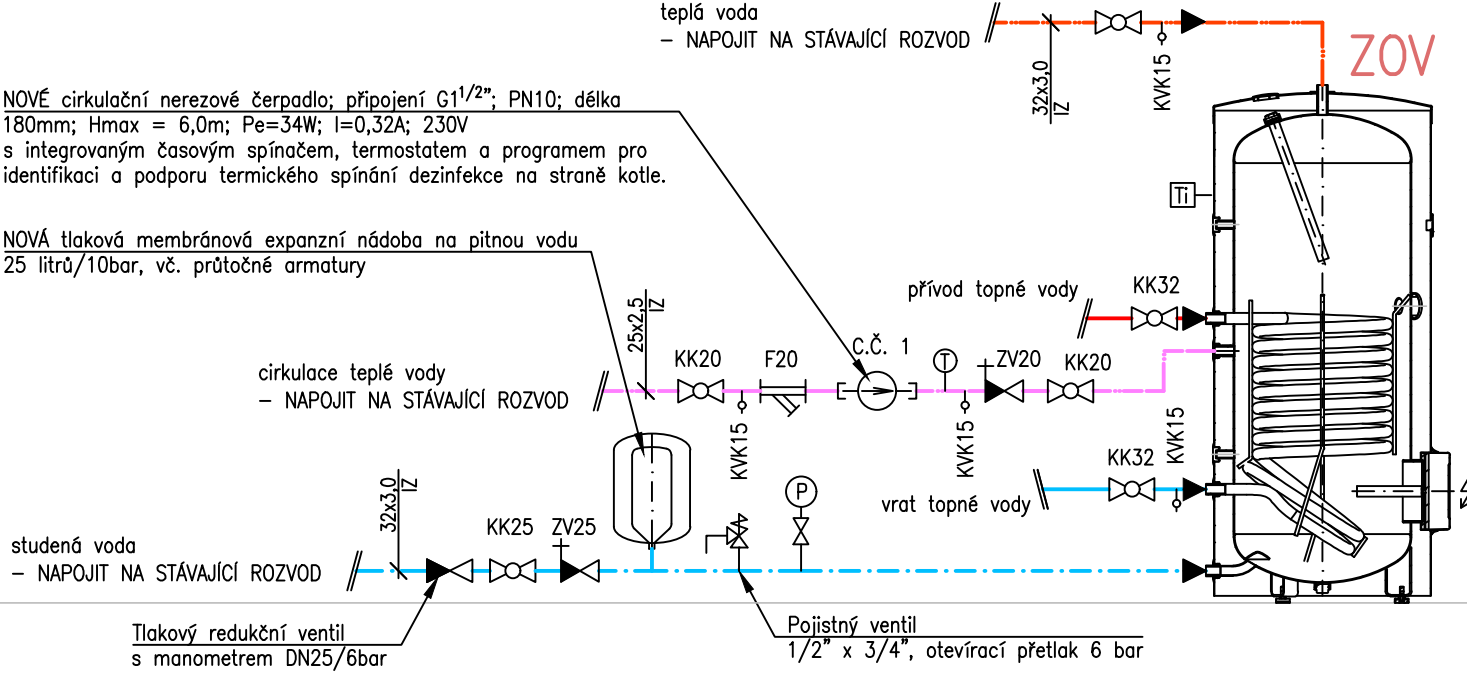 teplá voda
– NAPOJIT NA STÁVAJÍCÍ ROZVOD
32x3,0
IZ
KVK15
ZOV
NOVÉ cirkulační nerezové čerpadlo; připojení G1 1/2"; PN10; délka
180mm; Hmax = 6,0m; Pe=34W; I=0,32A; 230V
s integrovaným časovým spínačem, termostatem a programem pro
identifikaci a podporu termického spínání dezinfekce na straně kotle.
Ti
NOVÁ tlaková membránová expanzní nádoba na pitnou vodu
25 litrů/10bar, vč. průtočné armatury
přívod topné vody
KK32
25x2,5
IZ
cirkulace teplé vody
– NAPOJIT NA STÁVAJÍCÍ ROZVOD
KK20
F20
C.Č. 1
T
ZV20
KK20
KVK15
KVK15
KVK15
KK32
vrat topné vody
32x3,0
IZ
P
studená voda
– NAPOJIT NA STÁVAJÍCÍ ROZVOD
KK25
ZV25
Tlakový redukční ventil
s manometrem DN25/6bar
Pojistný ventil
1/2" x 3/4", otevírací přetlak 6 bar